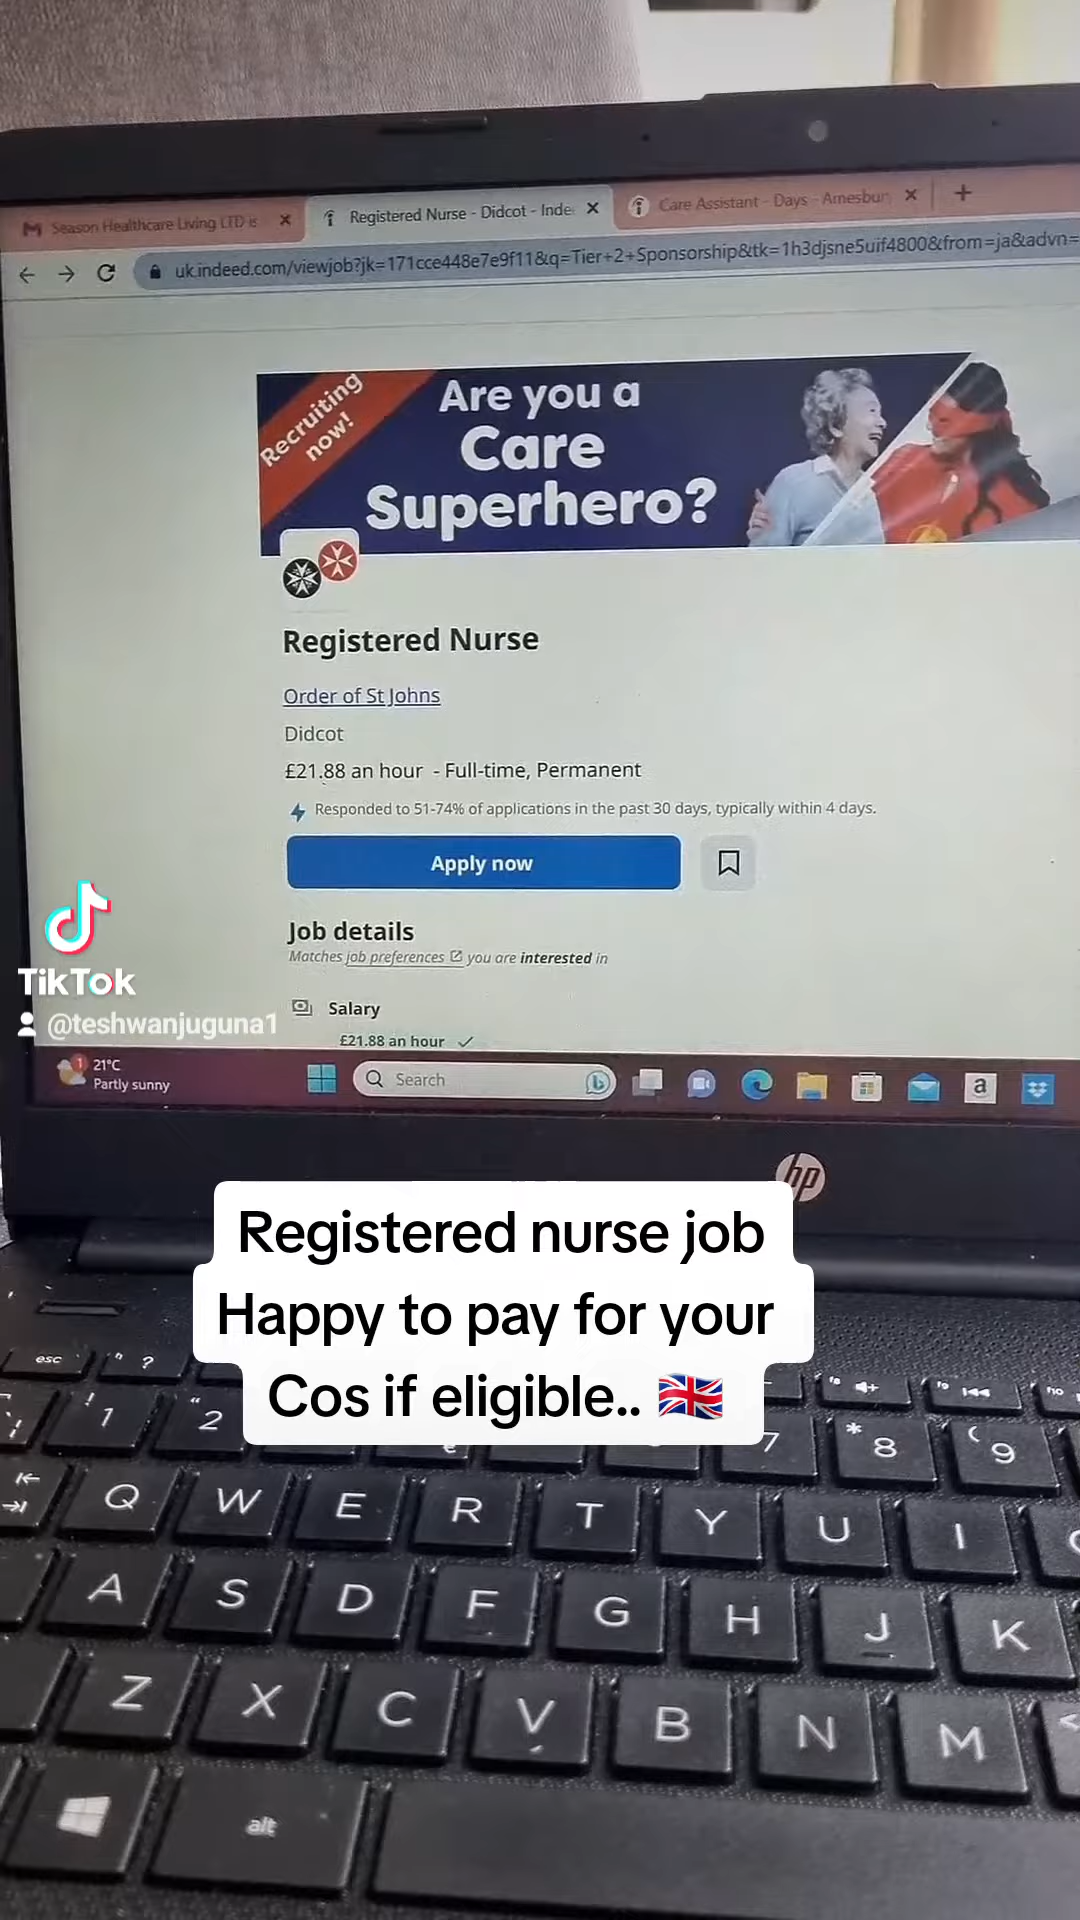 Season Healthcare Living LTD is
Registered Nurse - Didcot - Inde
Care Assistant - Days - Amesbury
uk.indeed.com/viewjob?jk=171cce448e7e9f11&q=Tier+2+Sponsorship&tk=1h3djsne5uif4800&from=ja&advn=
Recruiting
now!
Are you a
Care
Superhero?
Registered Nurse
Order of St Johns
Didcot
£21.88 an hour - Full-time, Permanent
Responded to 51-74% of applications in the past 30 days, typically within 4 days.
Apply now
Job details
Matches job preferences you are interested in
Salary
£21.88 an hour
TikTok
@teshwanjuguna1
1
21°C
Partly sunny
Search
a
hp
Registered nurse job
Happy to pay for your
Cos if eligible.. 🇬🇧
esc " ?
! 1 " 2 € 7 * 8 ( 9
Q W E R T Y U I
A S D F G H J K
Z X C V B N M
alt